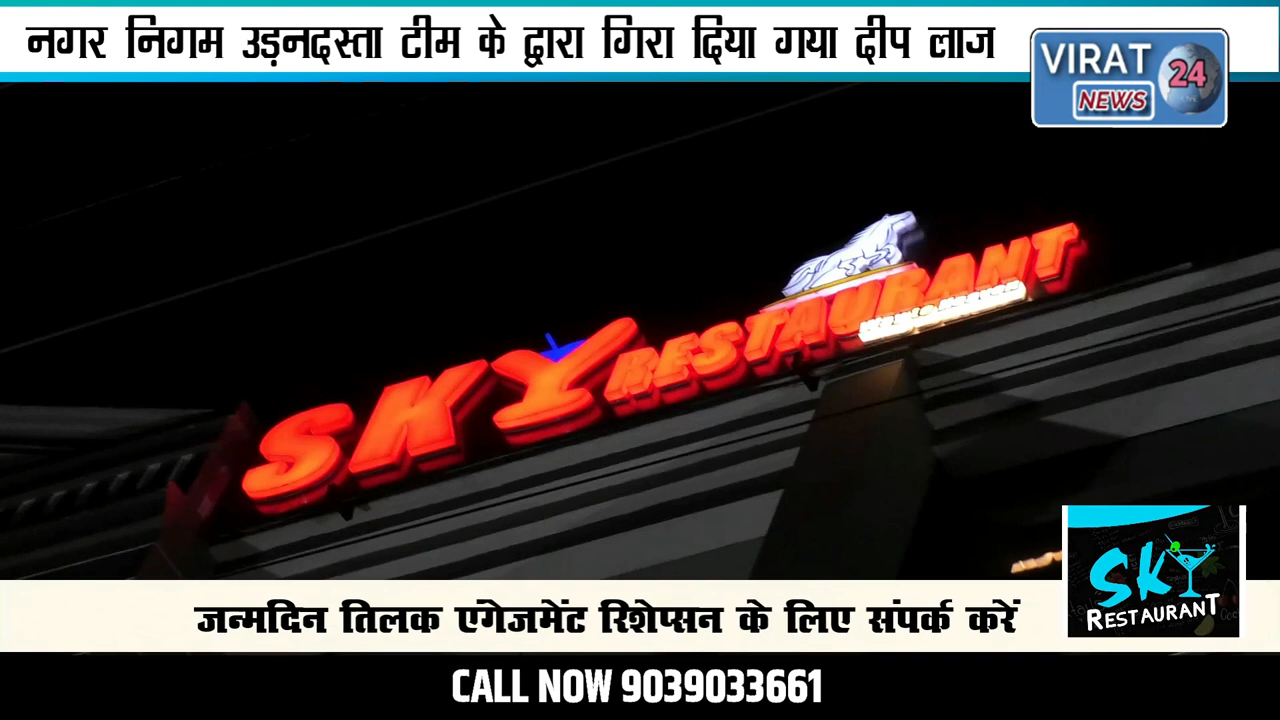 नगर निगम उड़नदस्ता टीम के द्वारा गिरा दिया गया दीप लाज
VIRAT
24
NEWS
SKY RESTAURANT
SKY
RESTAURANT
जन्मदिन तिलक एंगेजमेंट रिशेप्सन के लिए संपर्क करें
CALL NOW 9039033661